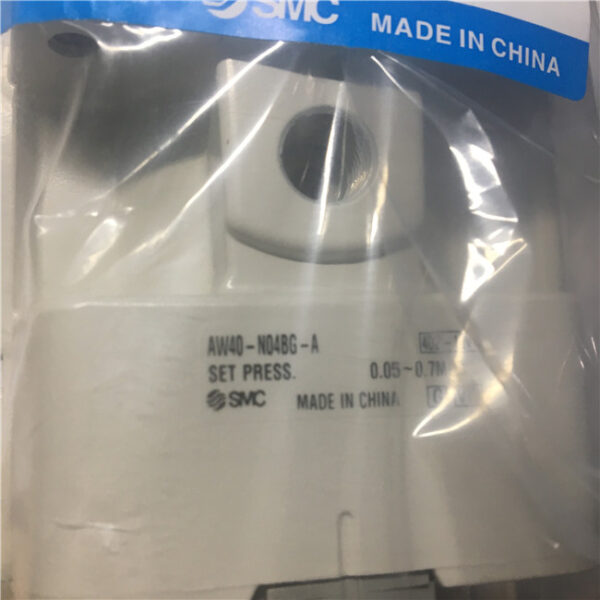 SMC MADE IN CHINA
AW40-N04BG-A
SET PRESS. 0.05~0.7M
SMC MADE IN CHINA